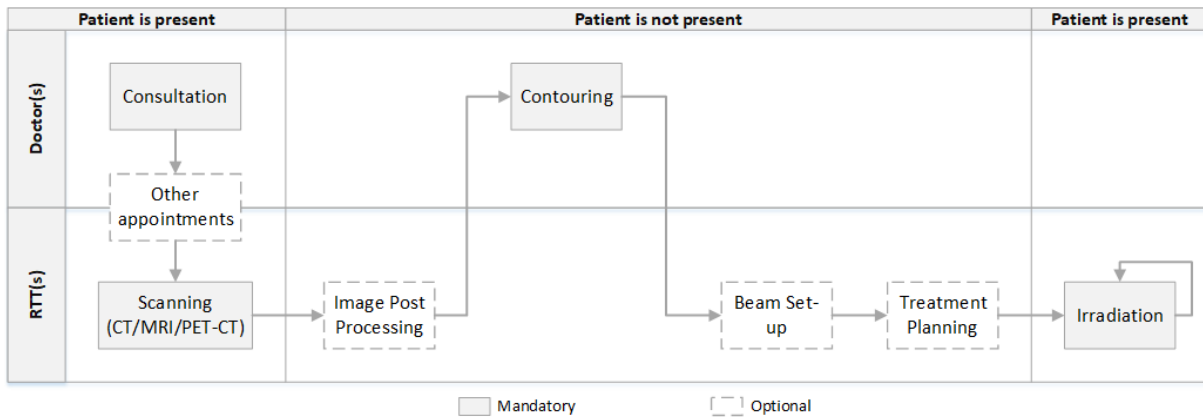 Patient is present
Patient is not present
Patient is present
Doctor(s)
Consultation
Contouring
Other
appointments
RTT(s)
Scanning
(CT/MRI/PET-CT)
Image Post
Processing
Beam Set-
up
Treatment
Planning
Irradiation
Mandatory
Optional